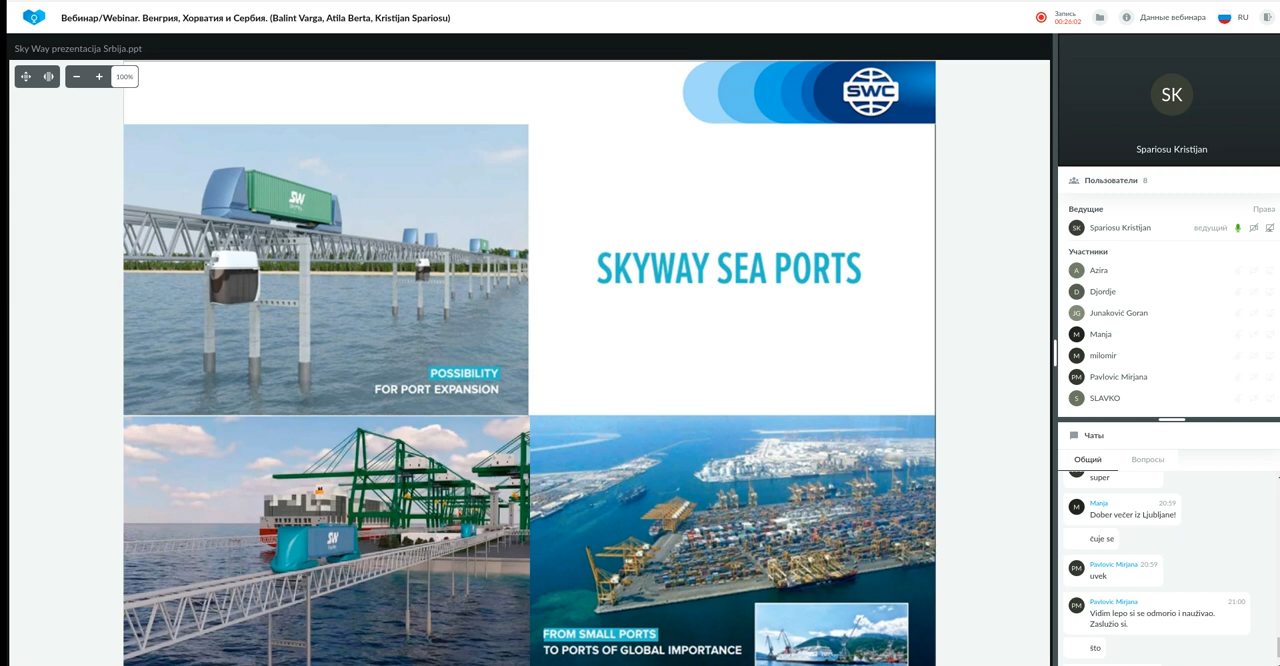 Вебинар/Webinar. Венгрия, Хорватия и Сербия. (Balint Varga, Atila Berta, Kristijan Spariosu)
Запись
00:26:02
Данные вебинара
RU
Sky Way prezentacija Srbija.ppt
100%
SWC
SW
SKYWAY SEA PORTS
POSSIBILITY
FOR PORT EXPANSION
SW
FROM SMALL PORTS
TO PORTS OF GLOBAL IMPORTANCE
SK
Spariosu Kristijan
Пользователи 8
Ведущие Права
SK Spariosu Kristijan ведущий
Участники
A Azira
D Djordje
JG Junaković Goran
M Manja
M milomir
PM Pavlovic Mirjana
S SLAVKO
Чаты
Общий Вопросы
super
M Manja 20:59
Dober večer iz Ljubljane!
čuje se
PM Pavlovic Mirjana 20:59
uvek
PM Pavlovic Mirjana 21:00
Vidim lepo si se odmorio i nauživao.
Zaslužio si.
što